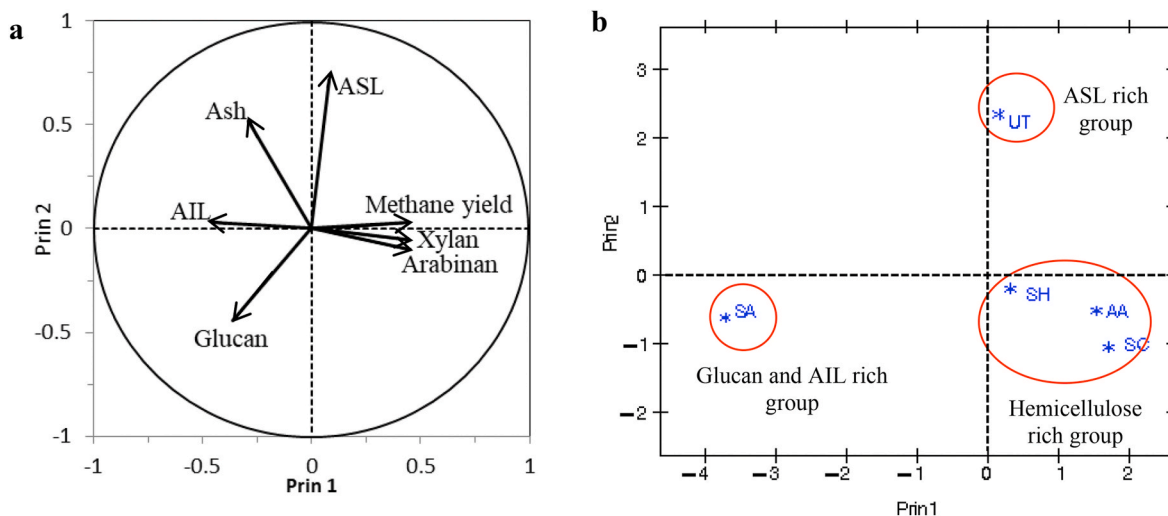 a
1
ASL
Ash
0.5
Methane yield
AIL
0
Xylan
Arabinan
Glucan
-0.5
-1
-1 -0.5 0 0.5 1
Prin 2
Prin 1
b
3
ASL rich
group
UT
2
1
0
SH
SA
AA
SC
−1
Glucan and AIL rich
group
Hemicellulose
rich group
−2
−4 −3 −2 −1 0 1 2
Prin2
Prin1